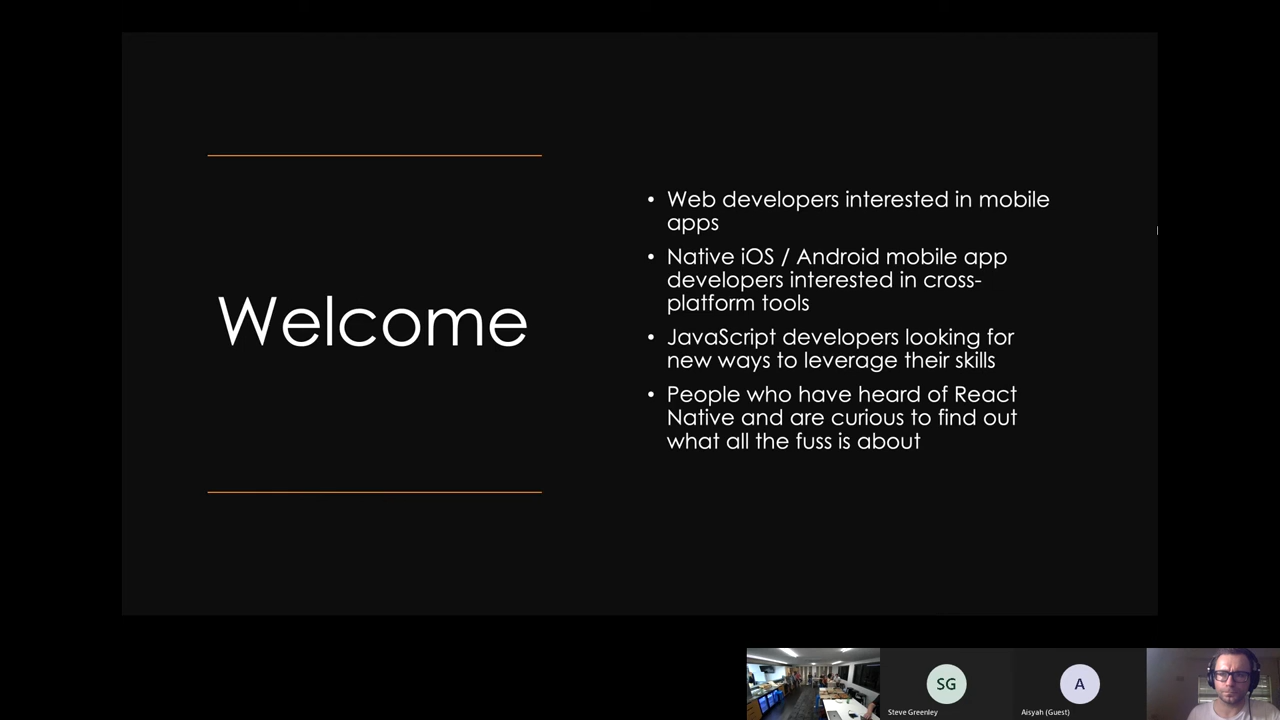 Welcome
• Web developers interested in mobile
apps
• Native iOS / Android mobile app
developers interested in cross-
platform tools
• JavaScript developers looking for
new ways to leverage their skills
• People who have heard of React
Native and are curious to find out
what all the fuss is about
SG
Steve Greenley
A
Aisyah (Guest)